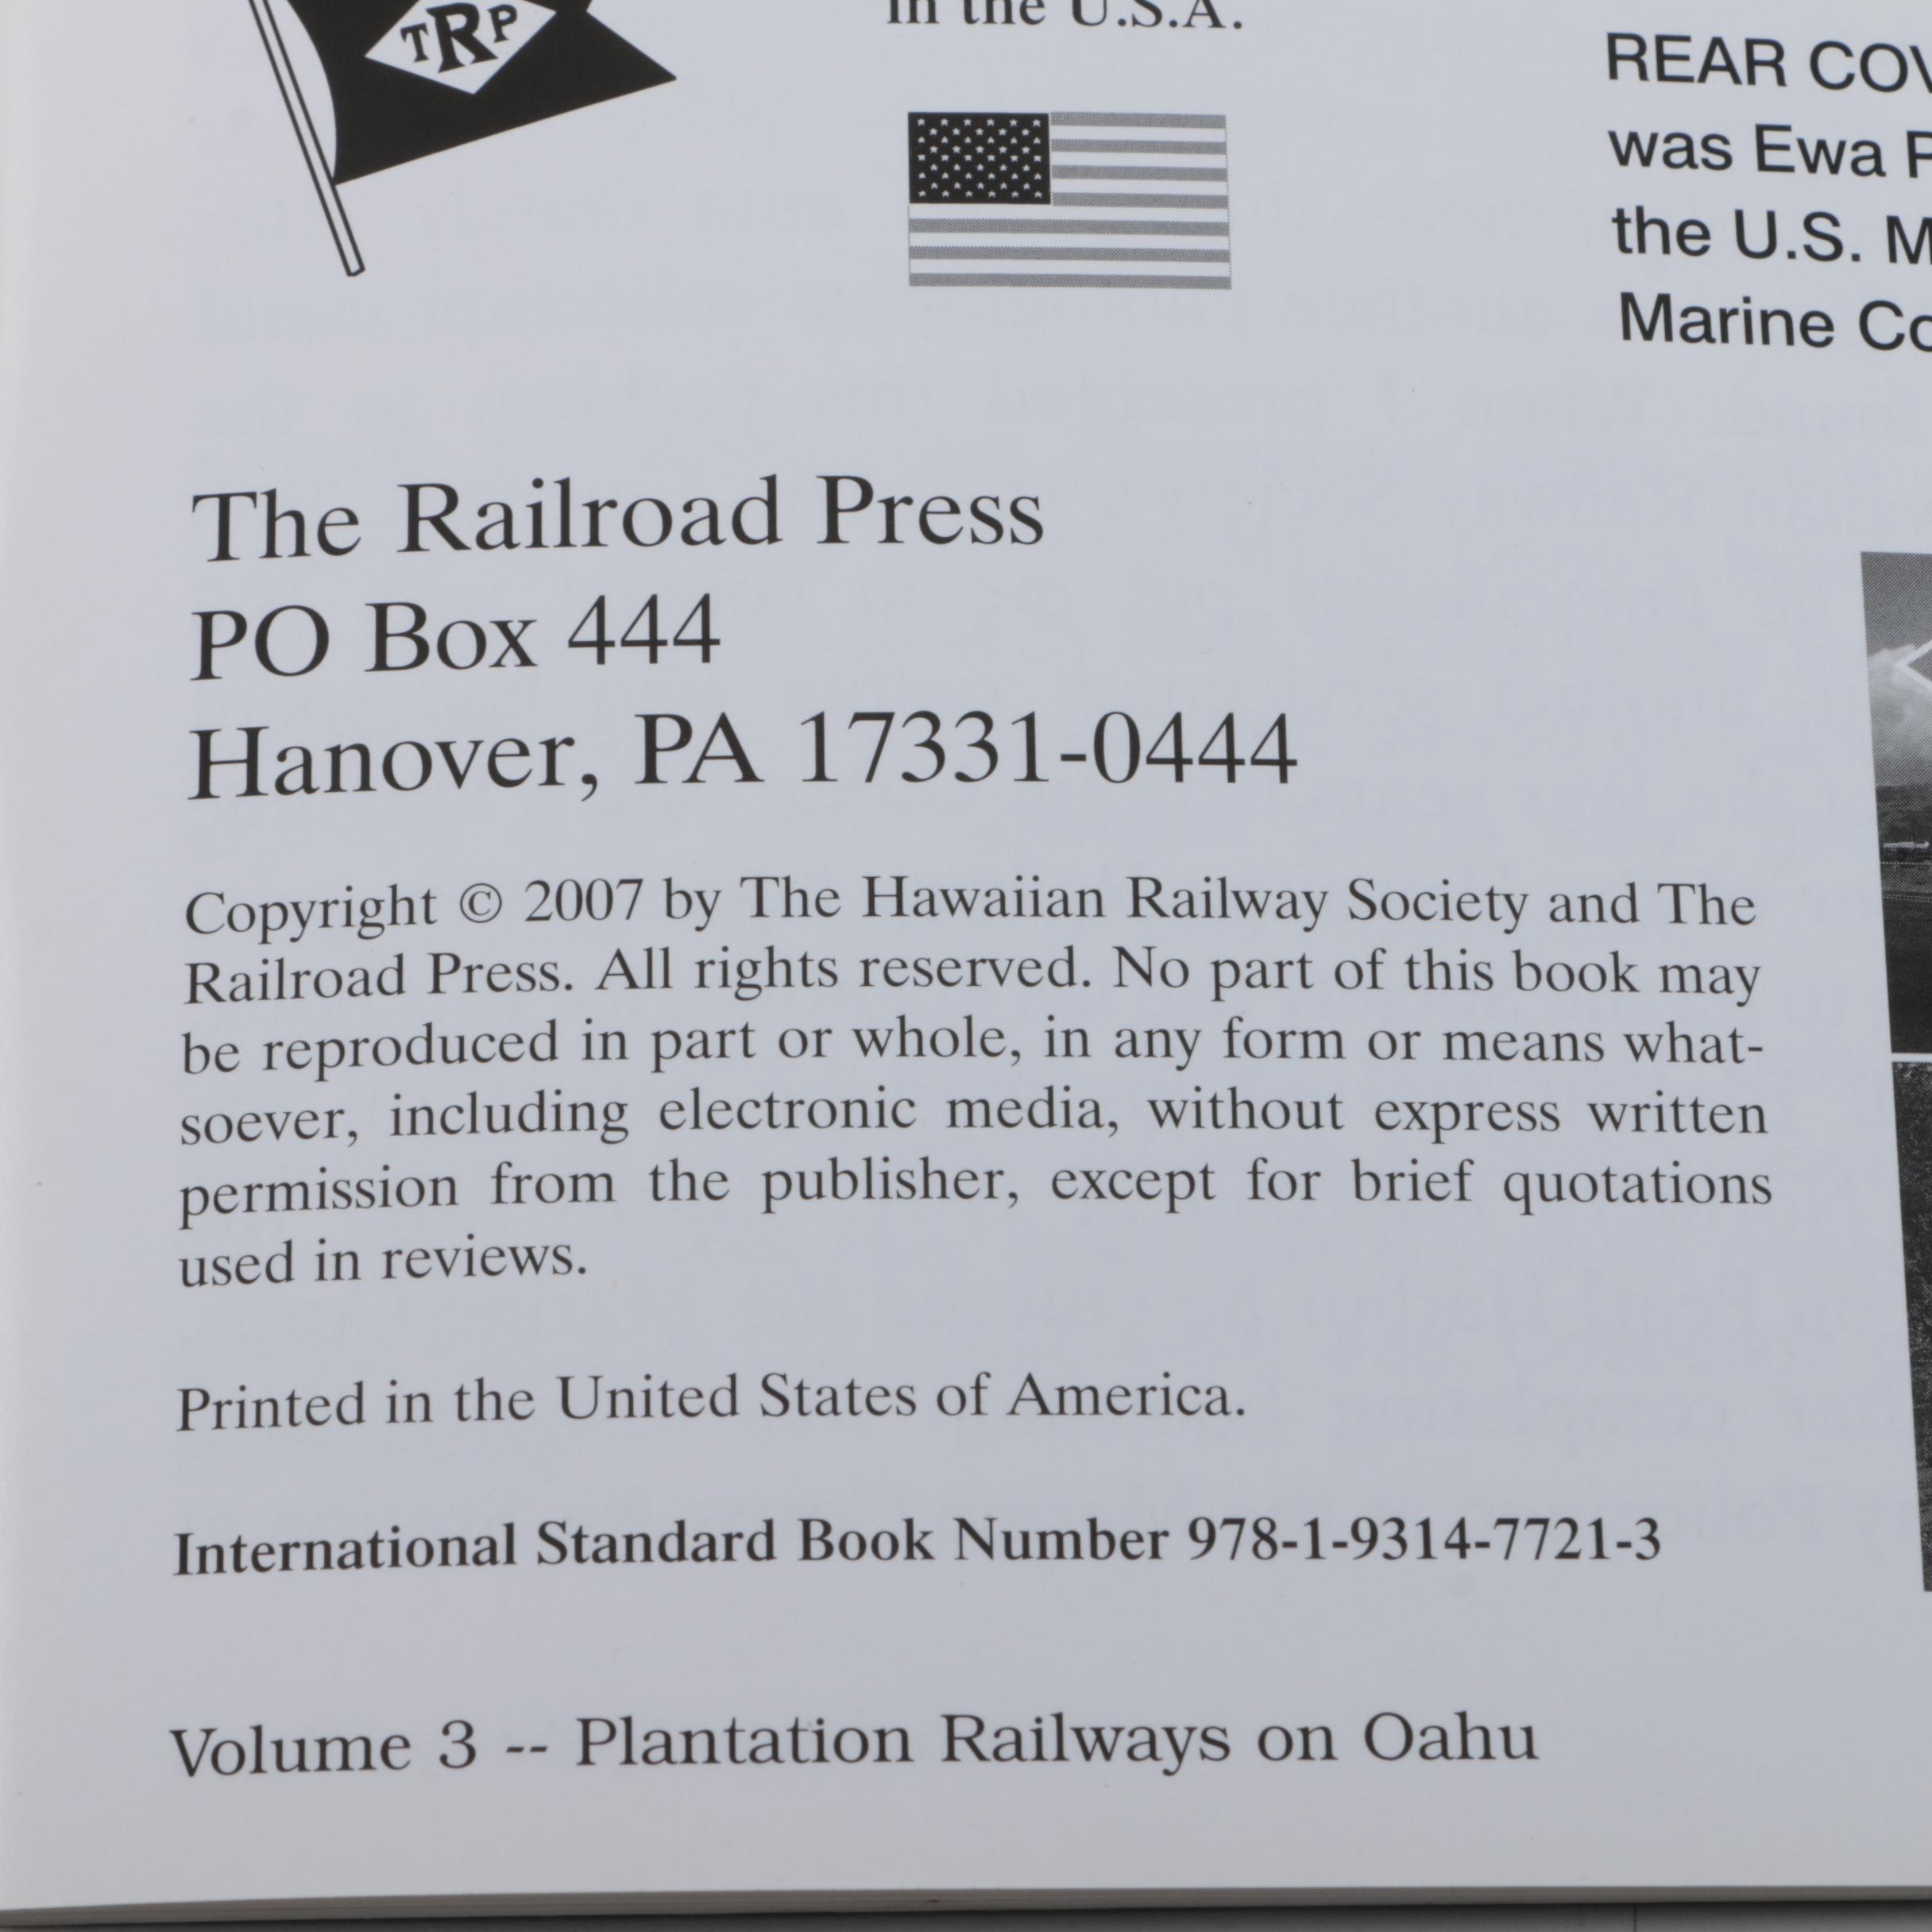 TRP
in the U.S.A.
The Railroad Press
PO Box 444
Hanover, PA 17331-0444
Copyright © 2007 by The Hawaiian Railway Society and The
Railroad Press. All rights reserved. No part of this book may
be reproduced in part or whole, in any form or means what-
soever, including electronic media, without express written
permission from the publisher, except for brief quotations
used in reviews.
Printed in the United States of America.
International Standard Book Number 978-1-9314-7721-3
Volume 3 -- Plantation Railways on Oahu
REAR
was Ewa
the U.S.
Marine